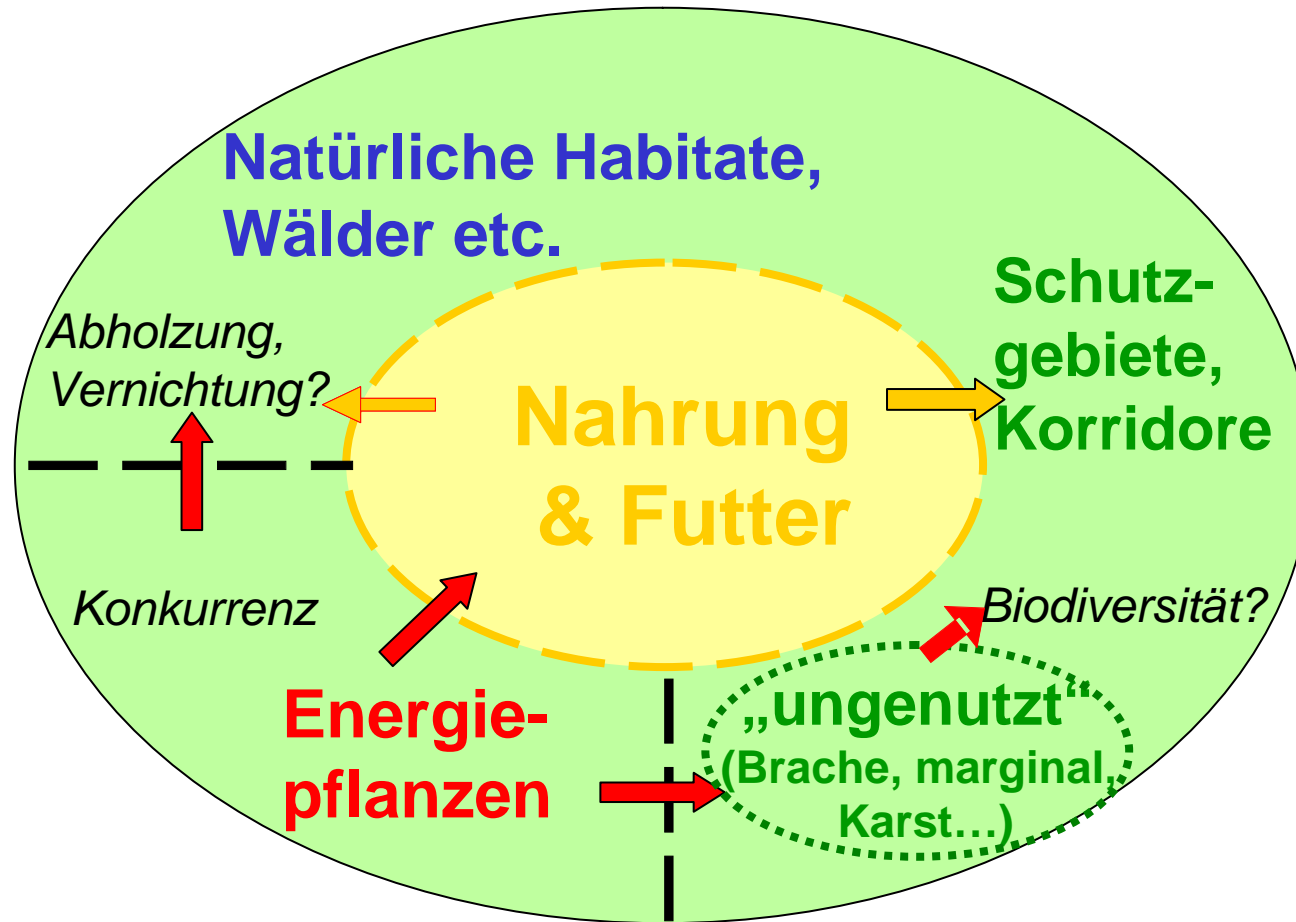 Natürliche Habitate,
Wälder etc.
Schutz-
gebiete,
Korridore
Abholzung,
Vernichtung?
Nahrung
& Futter
Konkurrenz
Biodiversität?
Energie-
pflanzen
„ungenutzt“
(Brache, marginal,
Karst…)